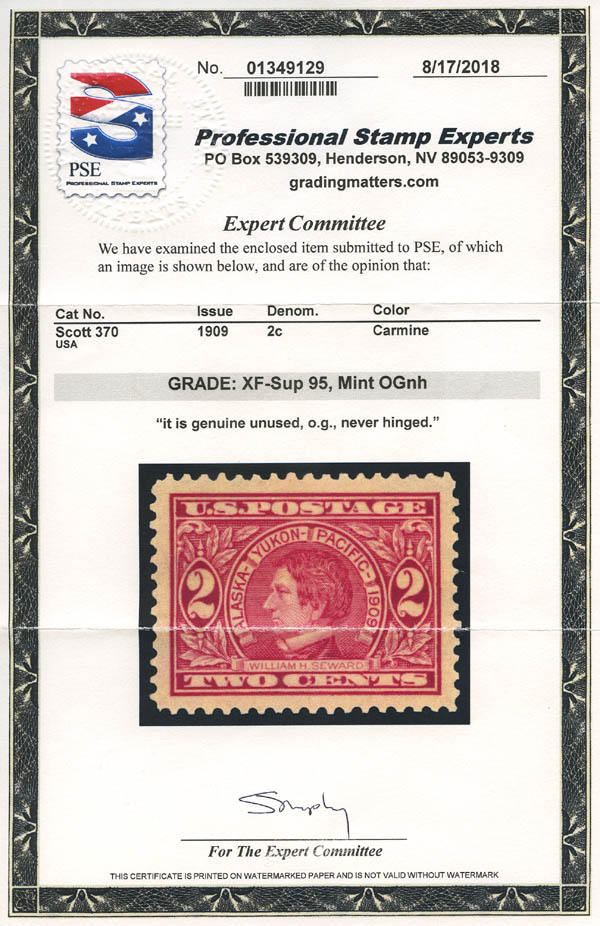 No. 01349129
8/17/2018
PSE
PROFESSIONAL STAMP EXPERTS
Professional Stamp Experts
PO Box 539309, Henderson, NV 89053-9309
gradingmatters.com
Expert Committee
We have examined the enclosed item submitted to PSE, of which
an image is shown below, and are of the opinion that:
Cat No. Issue Denom. Color
Scott 370 1909 2c Carmine
USA
GRADE: XF-Sup 95, Mint OGnh
“it is genuine unused, o.g., never hinged.”
U.S. POSTAGE
ALASKA-YUKON-PACIFIC-1909
2 2
WILLIAM H. SEWARD
TWO CENTS
For The Expert Committee
THIS CERTIFICATE IS PRINTED ON WATERMARKED PAPER AND IS NOT VALID WITHOUT WATERMARK